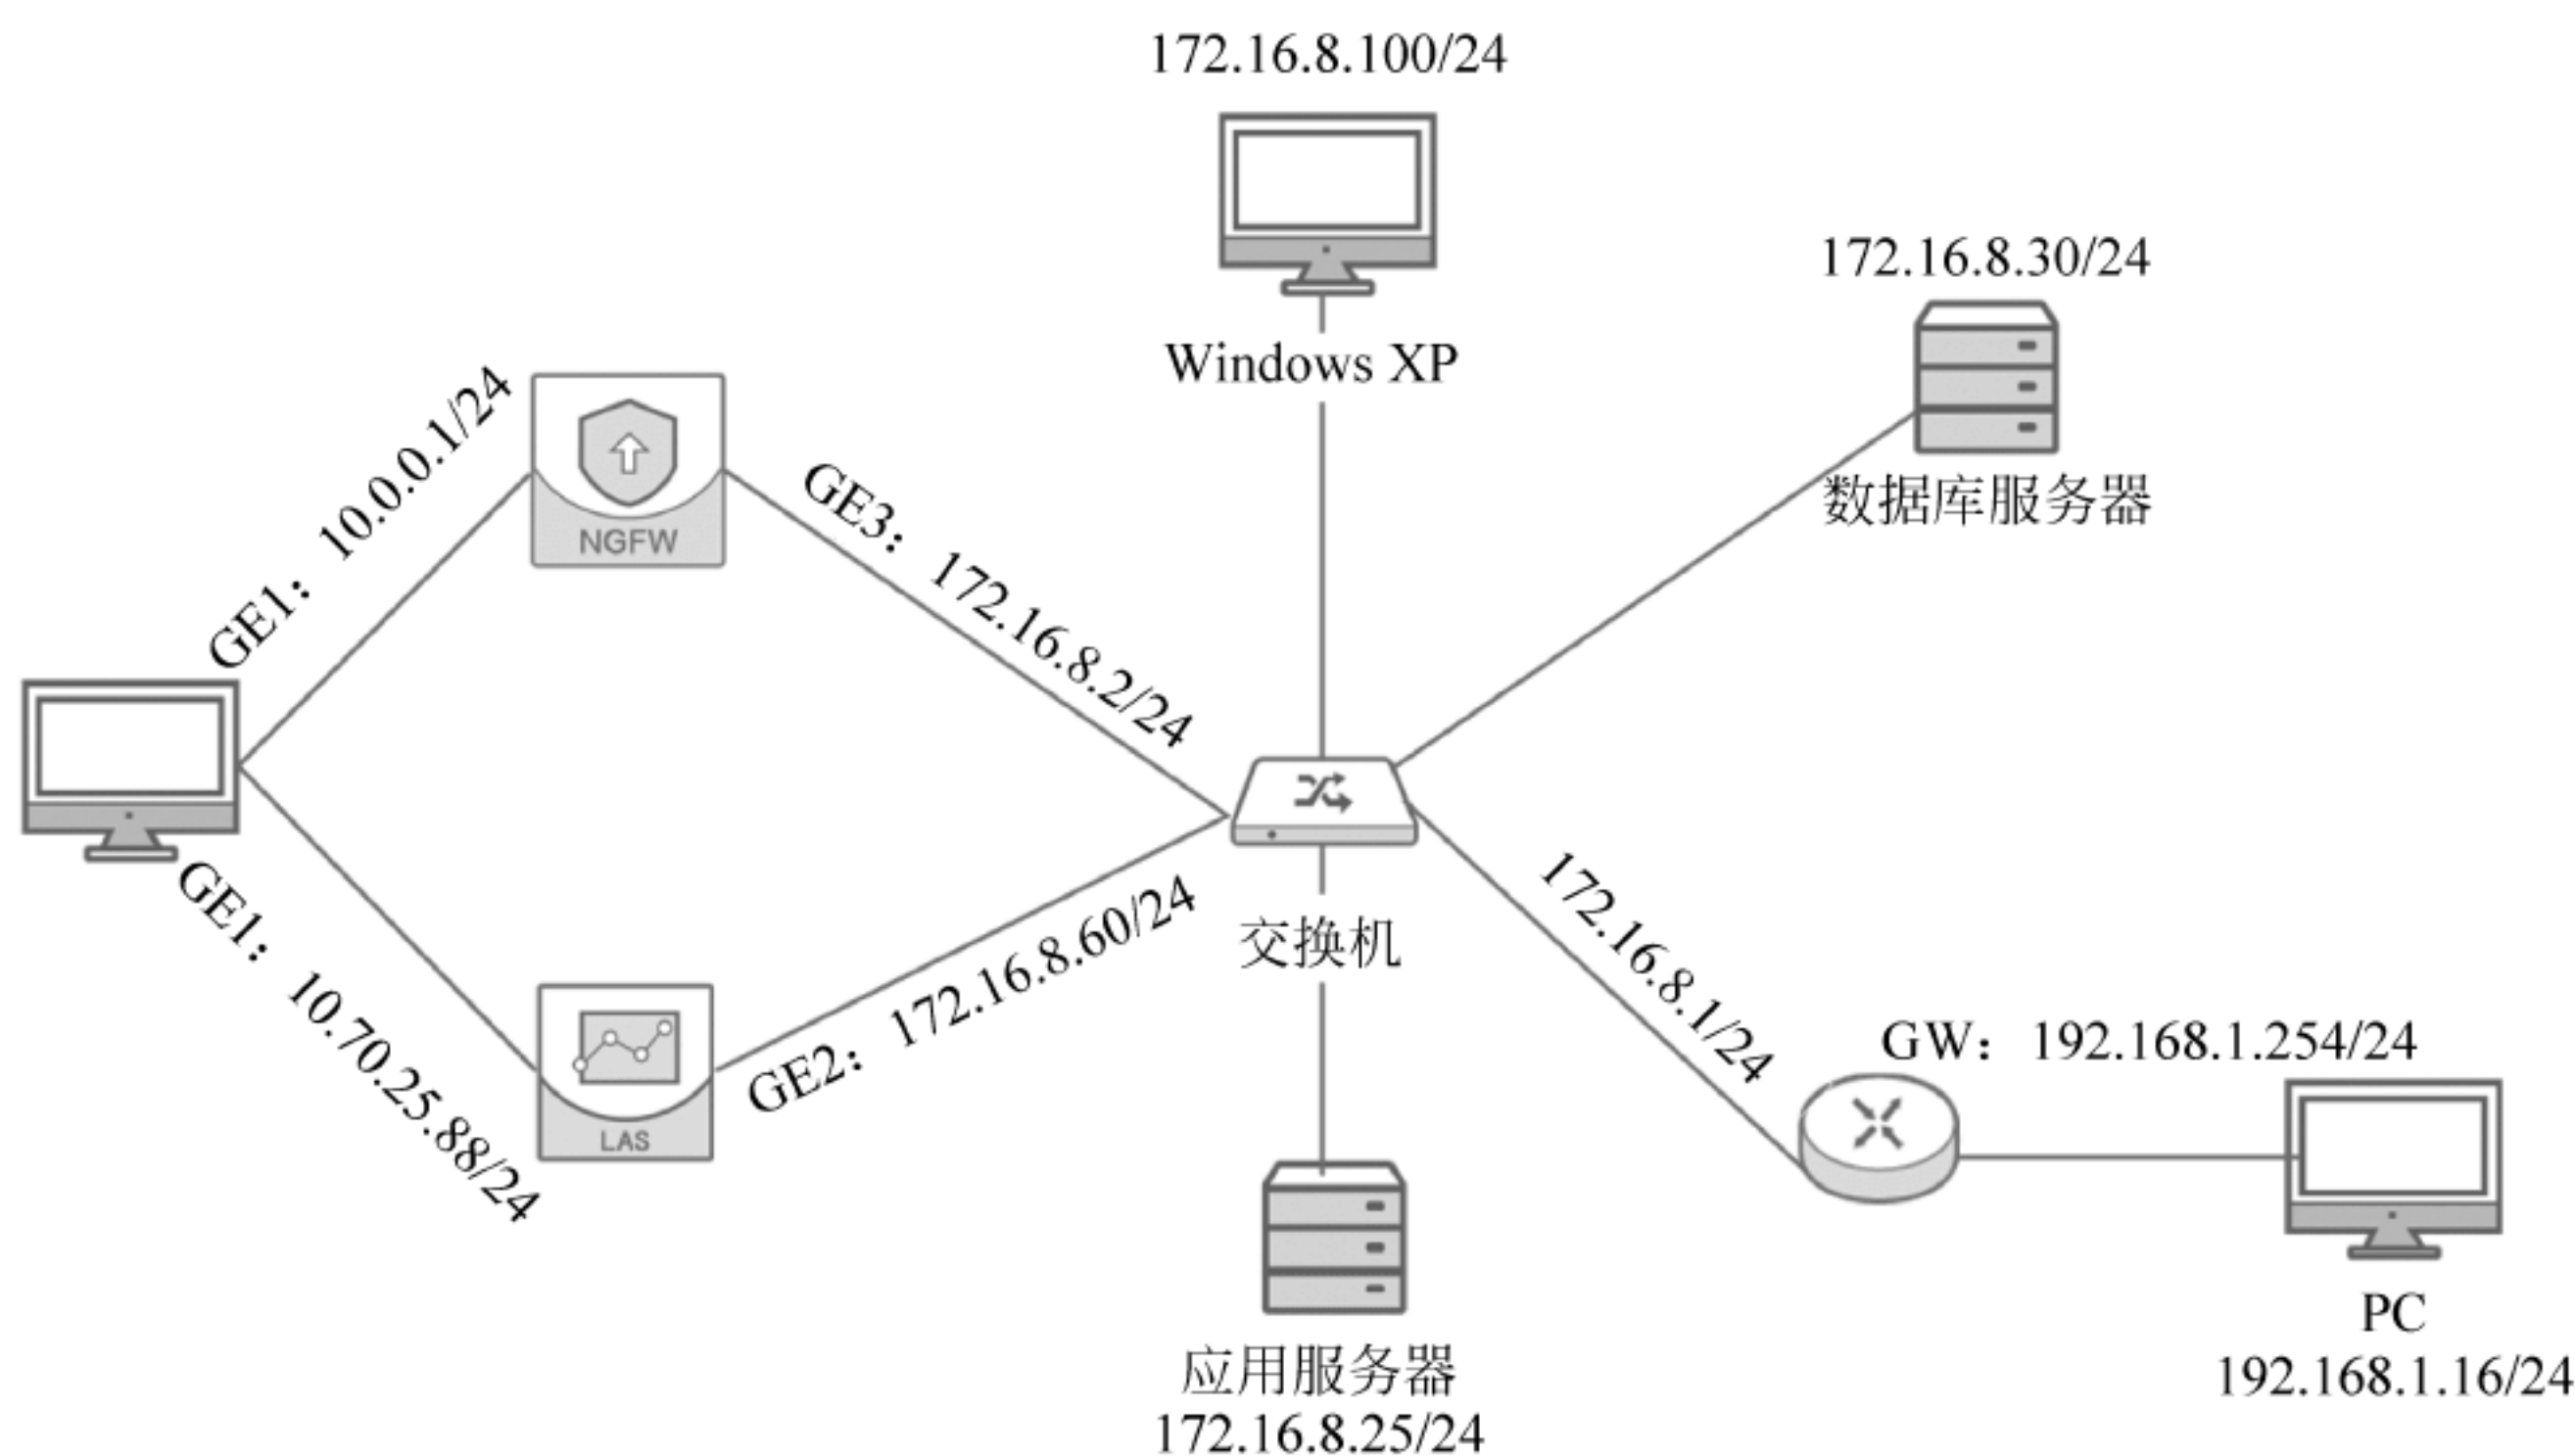 172.16.8.100/24
Windows XP
172.16.8.30/24
数据库服务器
GE1：10.0.0.1/24
NGFW
GE3：172.16.8.2/24
GE1：10.70.25.88/24
LAS
GE2：172.16.8.60/24
交换机
172.16.8.1/24
GW：192.168.1.254/24
PC
192.168.1.16/24
应用服务器
172.16.8.25/24